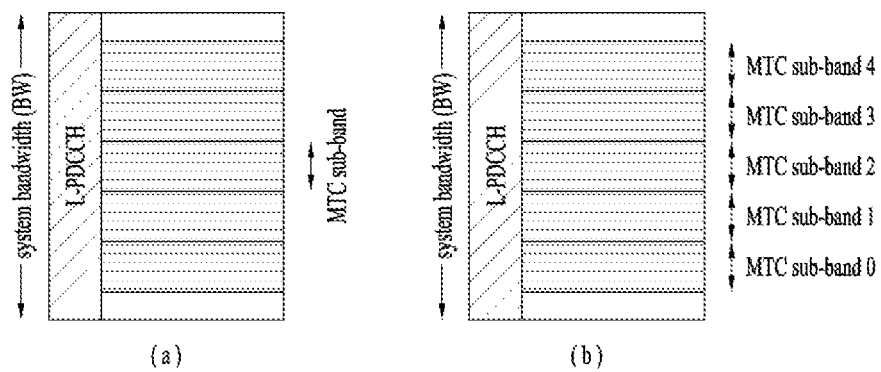 system bandwidth (BW)
L-PDCCH
MTC sub-band
(a)
system bandwidth (BW)
L-PDCCH
MTC sub-band 4
MTC sub-band 3
MTC sub-band 2
MTC sub-band 1
MTC sub-band 0
(b)